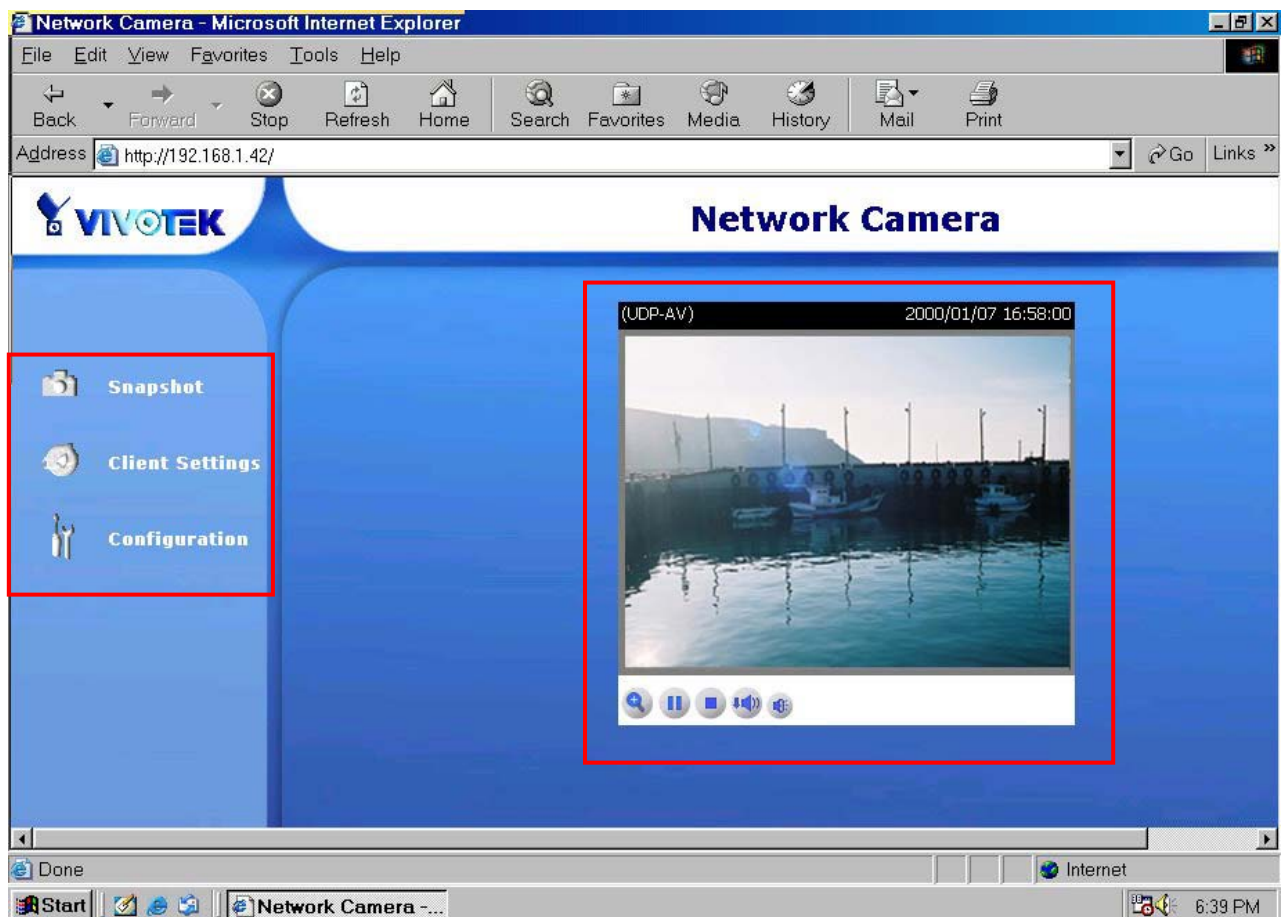 Network Camera - Microsoft Internet Explorer
File Edit View Favorites Tools Help
Back Forward Stop Refresh Home Search Favorites Media History Mail Print
Address http://192.168.1.42/ Go Links »
VIVOTEK
Network Camera
(UDP-AV) 2000/01/07 16:58:00
Snapshot
Client Settings
Configuration
Done Internet
Start Network Camera -... 6:39 PM